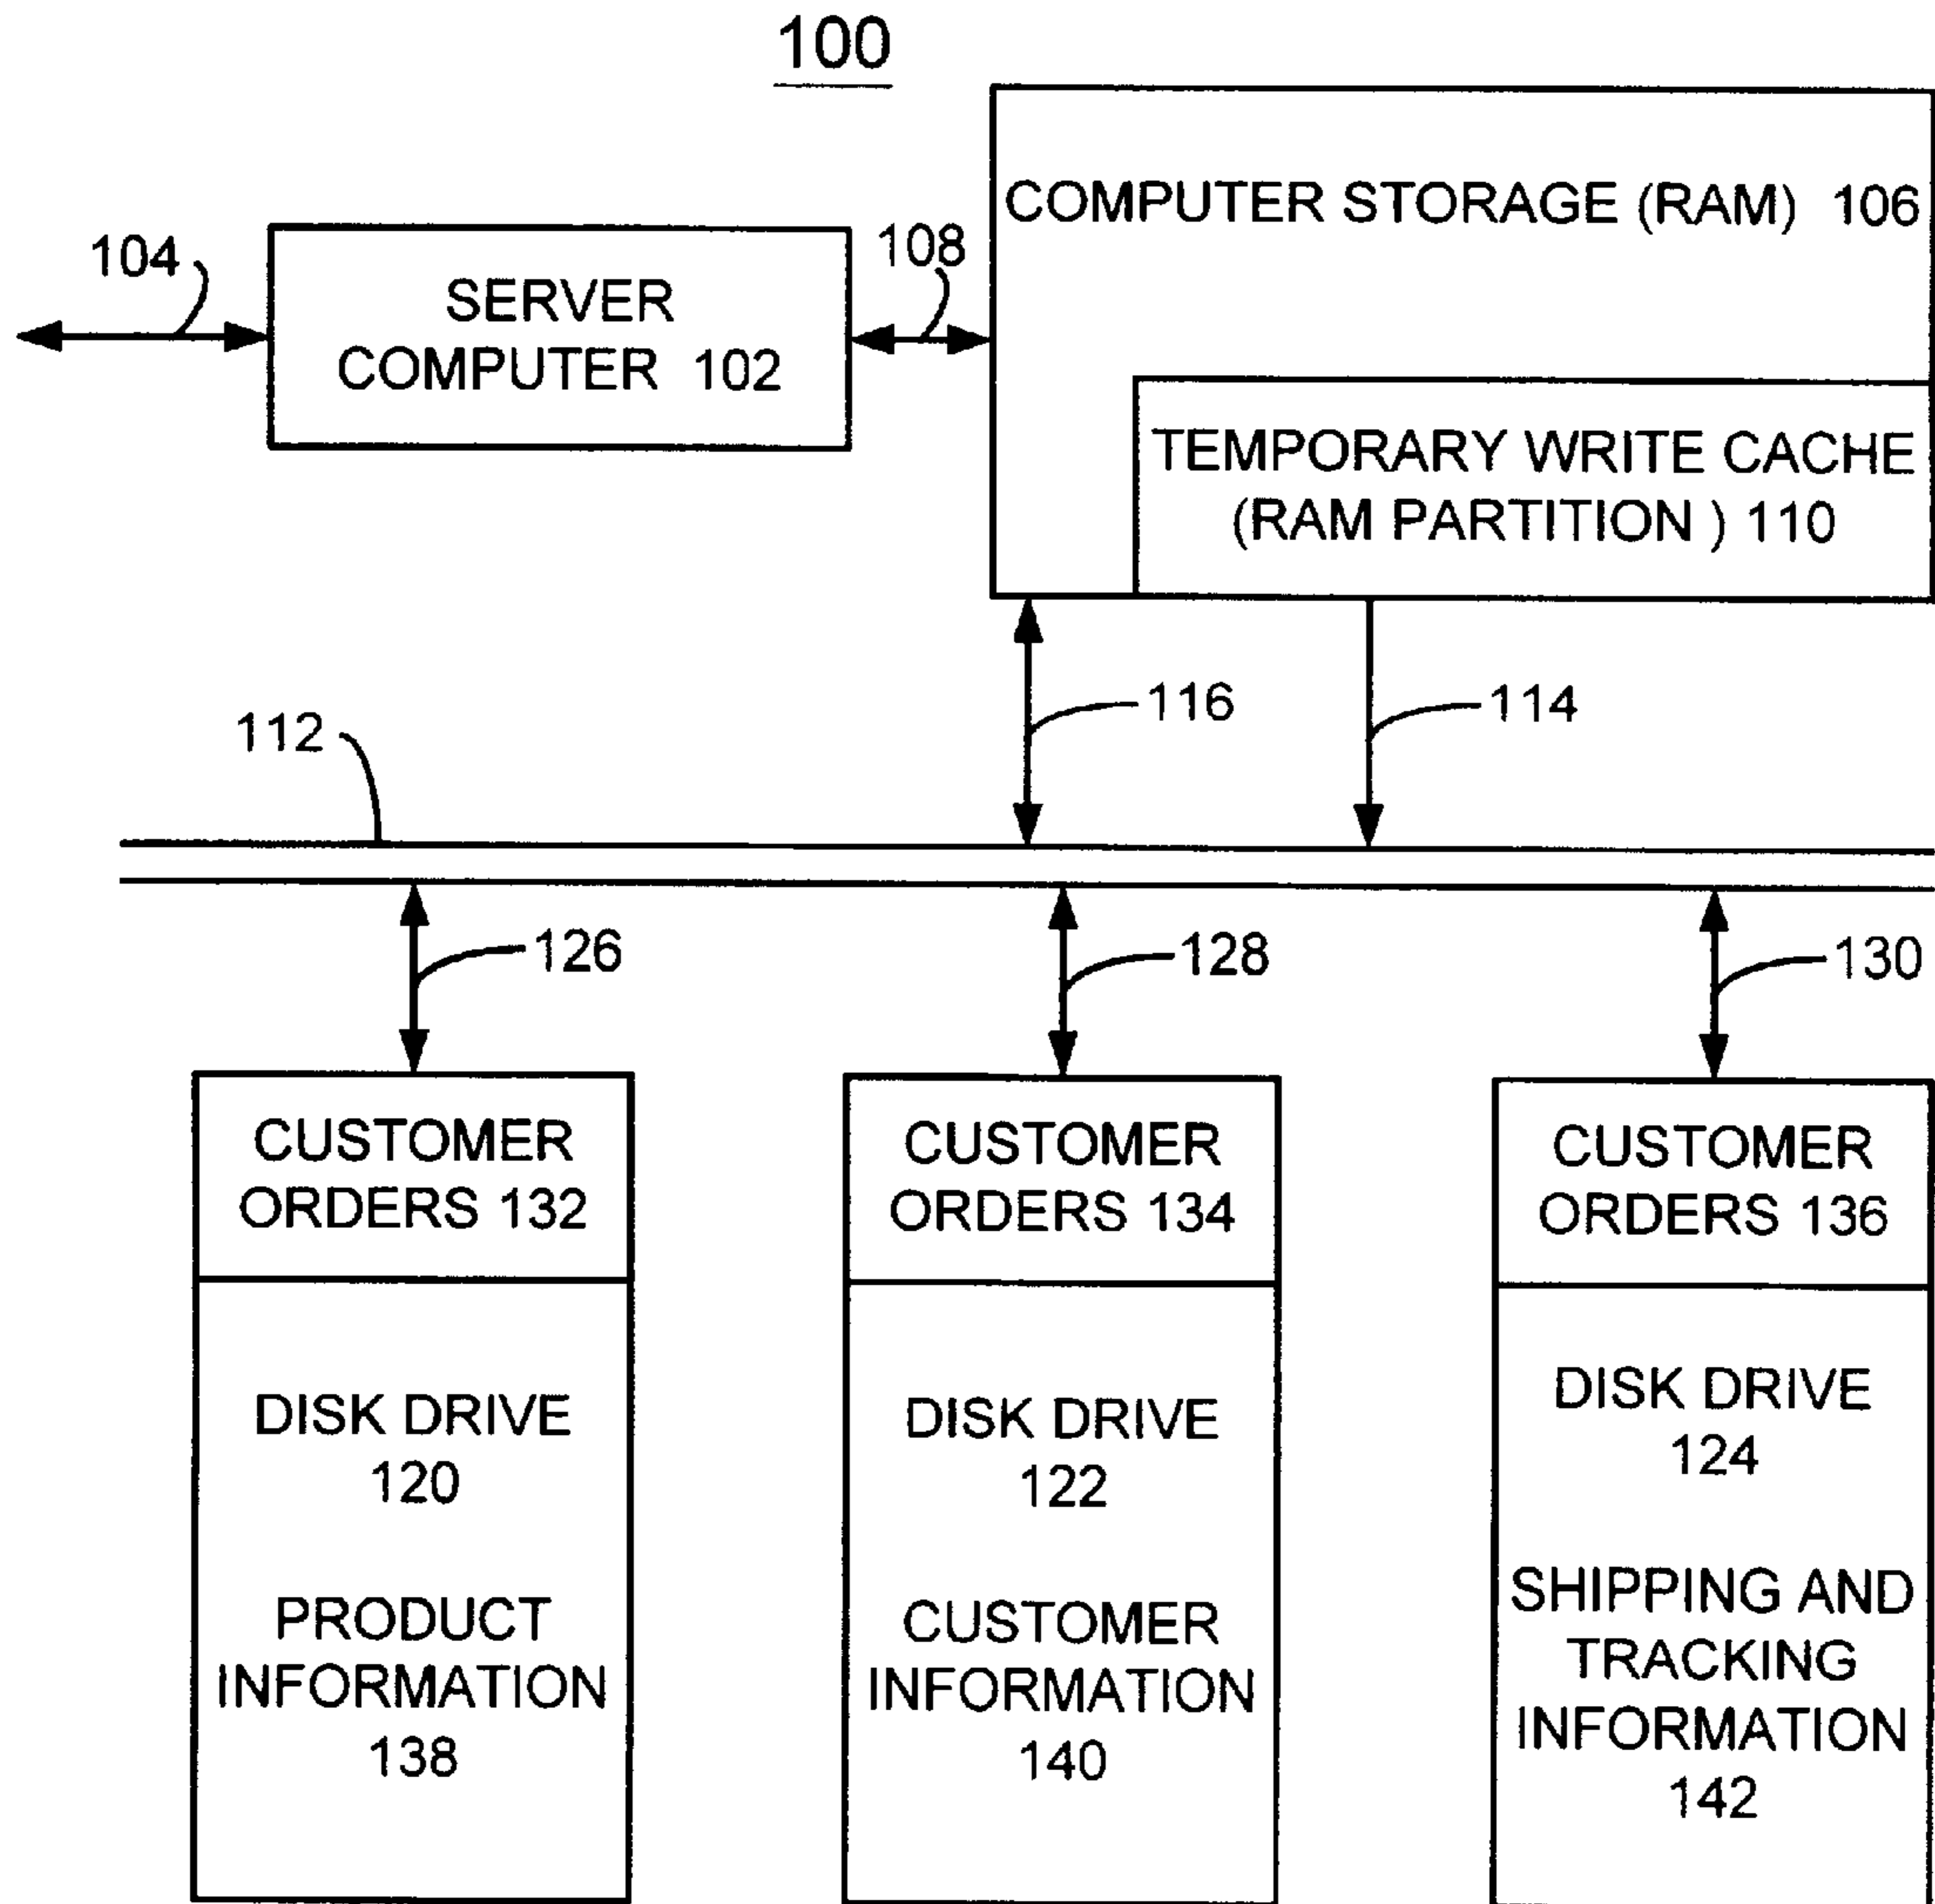 100
COMPUTER STORAGE (RAM) 106
104
108
SERVER
COMPUTER 102
TEMPORARY WRITE CACHE
(RAM PARTITION ) 110
116
114
112
126
128
130
CUSTOMER
ORDERS 132
CUSTOMER
ORDERS 134
CUSTOMER
ORDERS 136
DISK DRIVE
120
PRODUCT
INFORMATION
138
DISK DRIVE
122
CUSTOMER
INFORMATION
140
DISK DRIVE
124
SHIPPING AND
TRACKING
INFORMATION
142